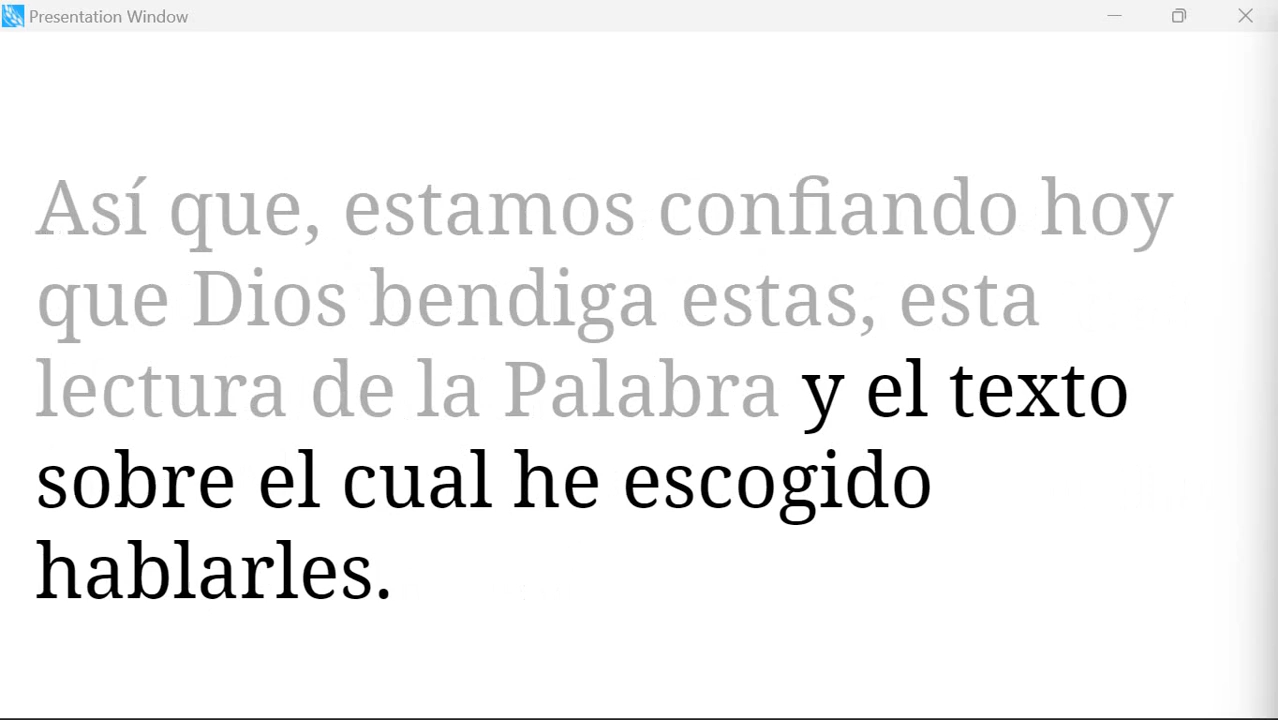 Presentation Window
Así que, estamos confiando hoy
que Dios bendiga estas, esta
lectura de la Palabra y el texto
sobre el cual he escogido
hablarles.